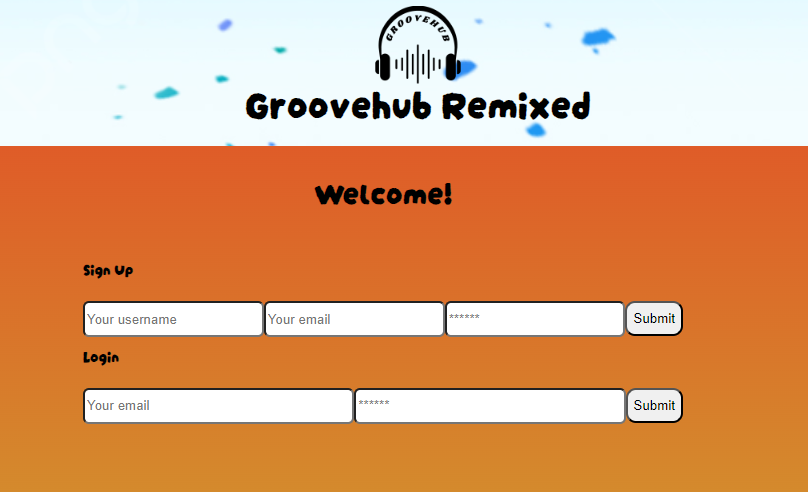 GROOVEHUB
Groovehub Remixed
Welcome!
Sign Up
Your username Your email ****** Submit
Login
Your email ****** Submit